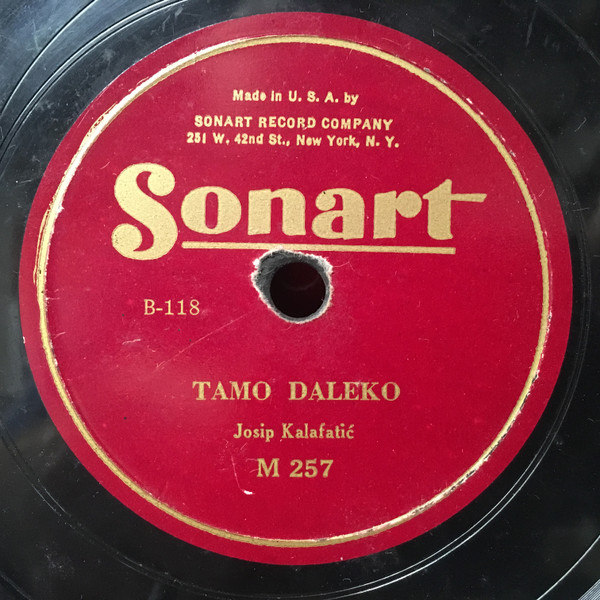 Made in U. S. A. by
SONART RECORD COMPANY
251 W. 42nd St., New York, N. Y.
Sonart
B-118
TAMO DALEKO
Josip Kalafatić
M 257